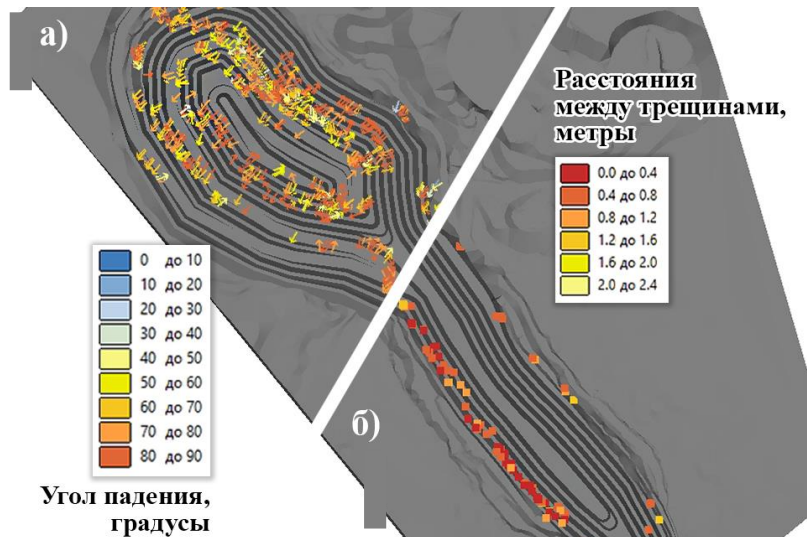 а)
Расстояния
между трещинами,
метры
0.0 до 0.4
0.4 до 0.8
0.8 до 1.2
1.2 до 1.6
1.6 до 2.0
2.0 до 2.4
0 до 10
10 до 20
20 до 30
30 до 40
40 до 50
50 до 60
60 до 70
70 до 80
80 до 90
Угол падения,
градусы
б)